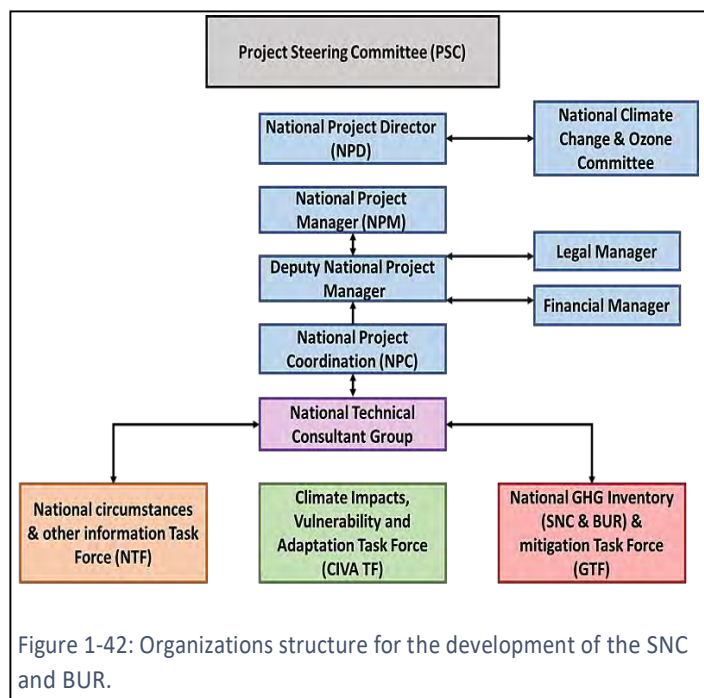 Project Steering Committee (PSC)
National Project Director
(NPD)
National Climate
Change & Ozone
Committee
National Project
Manager (NPM)
Deputy National Project
Manager
Legal Manager
Financial Manager
National Project
Coordination (NPC)
National Technical
Consultant Group
National circumstances
& other information Task
Force (NTF)
Climate Impacts,
Vulnerability and
Adaptation Task Force
(CIVA TF)
National GHG Inventory
(SNC & BUR) &
mitigation Task Force
(GTF)
Figure 1-42: Organizations structure for the development of the SNC
and BUR.